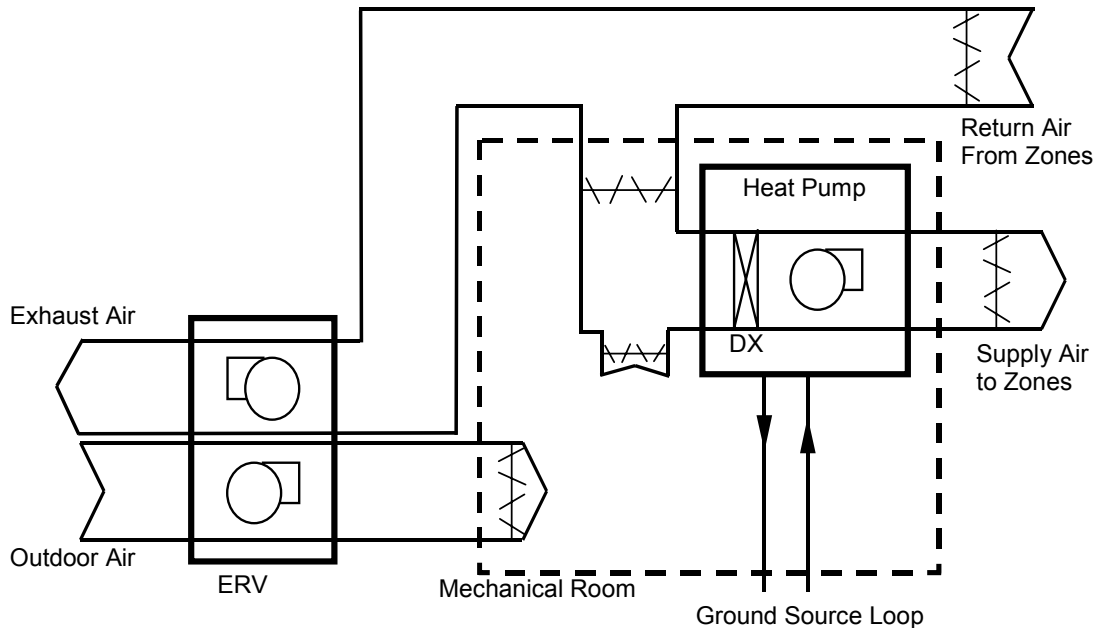 Return Air
From Zones
Heat Pump
Exhaust Air
DX
Supply Air
to Zones
Outdoor Air
ERV
Mechanical Room
Ground Source Loop